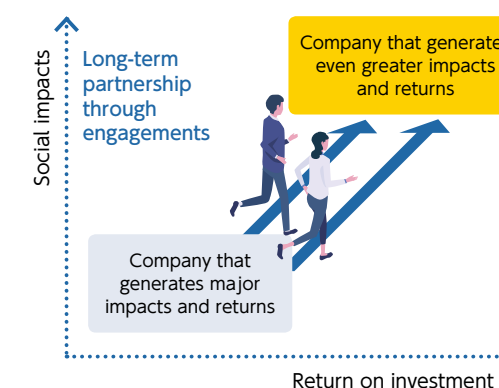 Social impacts
Long-term
partnership
through
engagements
Company that generate
even greater impacts
and returns
Company that
generates major
impacts and returns
Return on investment